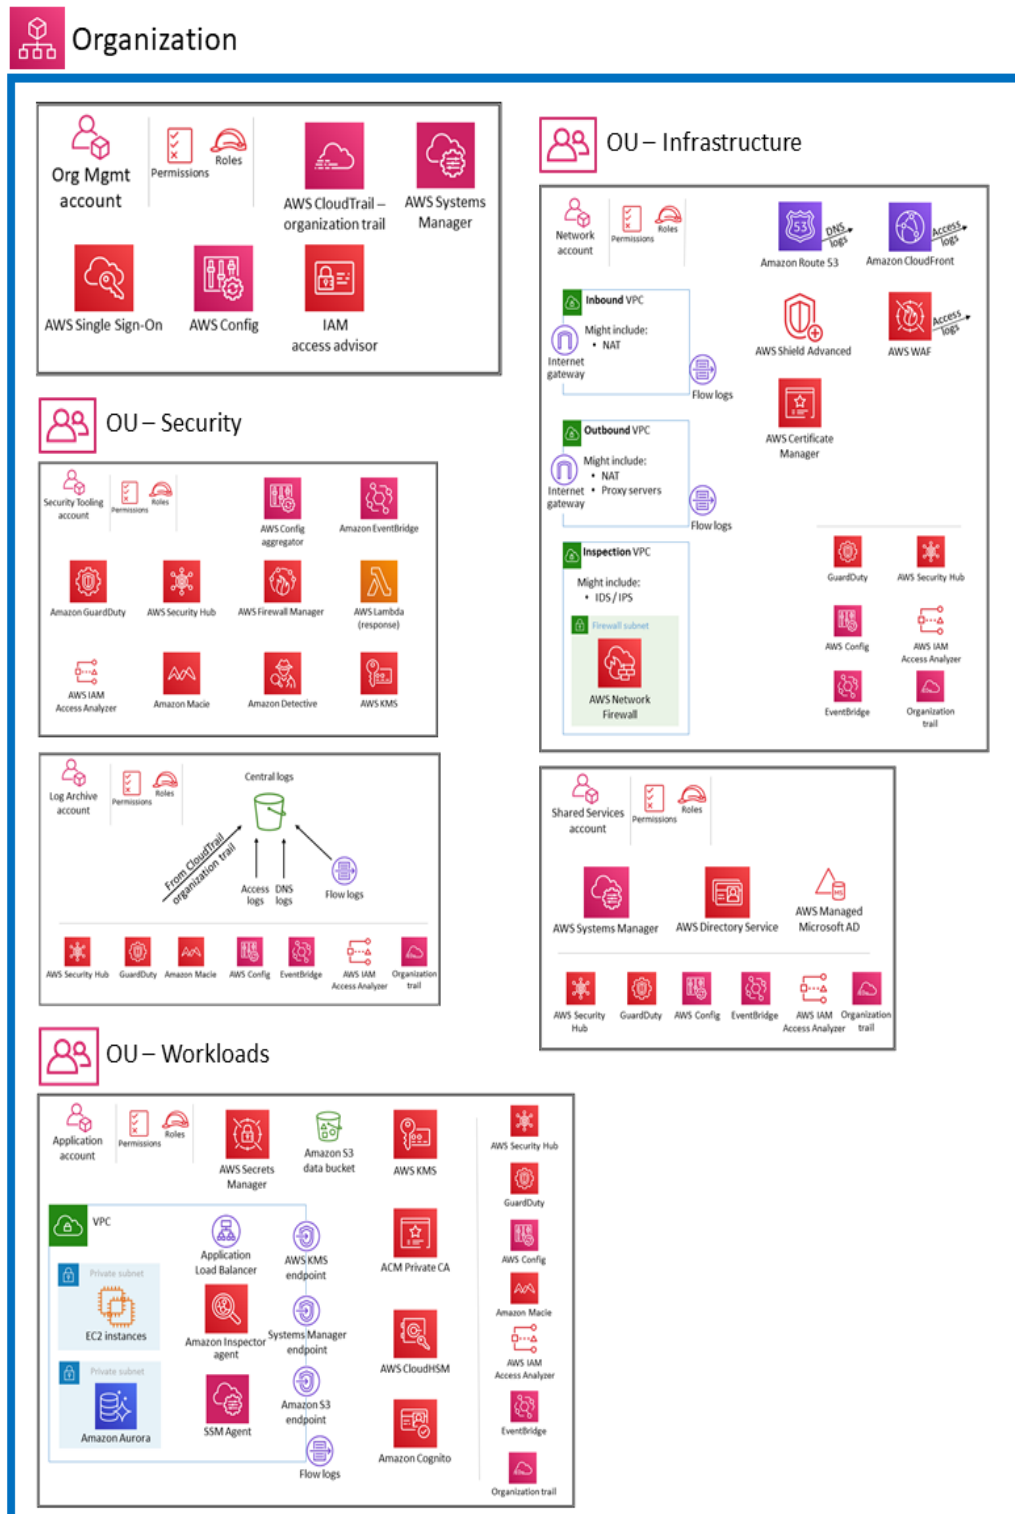 Organization
Org Mgmt
account
Permissions
Roles
AWS CloudTrail –
organization trail
AWS Systems
Manager
AWS Single Sign-On
AWS Config
IAM
access advisor
OU – Security
Security Tooling
account
Permissions
Roles
AWS Config
aggregator
Amazon EventBridge
Amazon GuardDuty
AWS Security Hub
AWS Firewall Manager
AWS Lambda
(response)
AWS IAM
Access Analyzer
Amazon Macie
Amazon Detective
AWS KMS
Log Archive
account
Permissions
Roles
Central logs
From CloudTrail
organization trail
Access
logs
DNS
logs
Flow logs
AWS Security Hub
GuardDuty
Amazon Macie
AWS Config
EventBridge
AWS IAM
Access Analyzer
Organization
trail
OU – Workloads
Application
account
Permissions
Roles
AWS Secrets
Manager
Amazon S3
data bucket
AWS KMS
VPC
Application
Load Balancer
AWS KMS
endpoint
ACM Private CA
Private subnet
EC2 instances
Amazon Inspector
agent
Systems Manager
endpoint
AWS CloudHSM
Private subnet
Amazon Aurora
SSM Agent
Amazon S3
endpoint
Flow logs
Amazon Cognito
AWS Security Hub
GuardDuty
AWS Config
Amazon Macie
AWS IAM
Access Analyzer
EventBridge
Organization trail
OU – Infrastructure
Network
account
Permissions
Roles
53
Amazon Route 53
DNS
logs
Amazon CloudFront
Access
logs
Inbound VPC
Might include:
• NAT
Internet
gateway
Flow logs
AWS Shield Advanced
AWS WAF
Access
logs
AWS Certificate
Manager
Outbound VPC
Might include:
• NAT
• Proxy servers
Internet
gateway
Flow logs
Inspection VPC
Might include:
• IDS / IPS
Firewall subnet
AWS Network
Firewall
GuardDuty
AWS Security Hub
AWS Config
AWS IAM
Access Analyzer
EventBridge
Organization
trail
Shared Services
account
Permissions
Roles
AWS Systems Manager
AWS Directory Service
MS
AWS Managed
Microsoft AD
AWS Security
Hub
GuardDuty
AWS Config
EventBridge
AWS IAM
Access Analyzer
Organization
trail